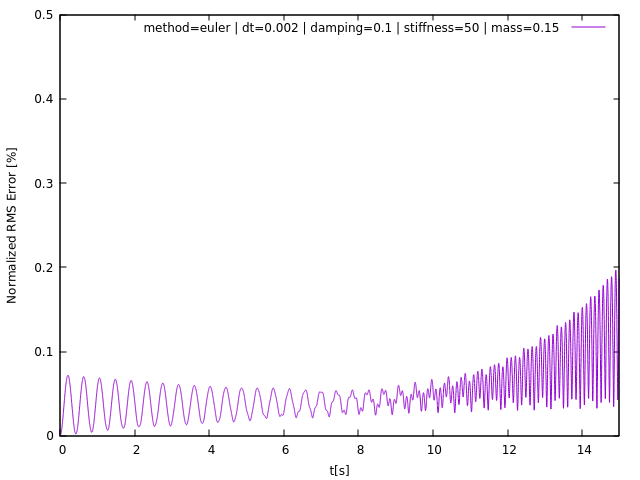 method=euler | dt=0.002 | damping=0.1 | stiffness=50 | mass=0.15
Normalized RMS Error [%]
0.5
0.4
0.3
0.2
0.1
0
0 2 4 6 8 10 12 14
t[s]